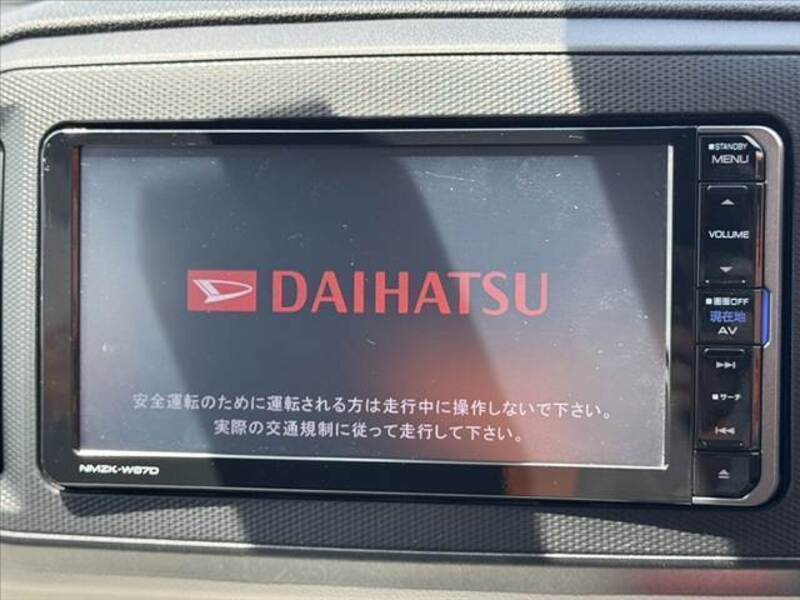 DAIHATSU
安全運転のために運転される方は走行中に操作しないで下さい。
実際の交通規制に従って走行して下さい。
NMZK-W67D
STANDBY
MENU
VOLUME
画面OFF
現在地
AV
サーチ